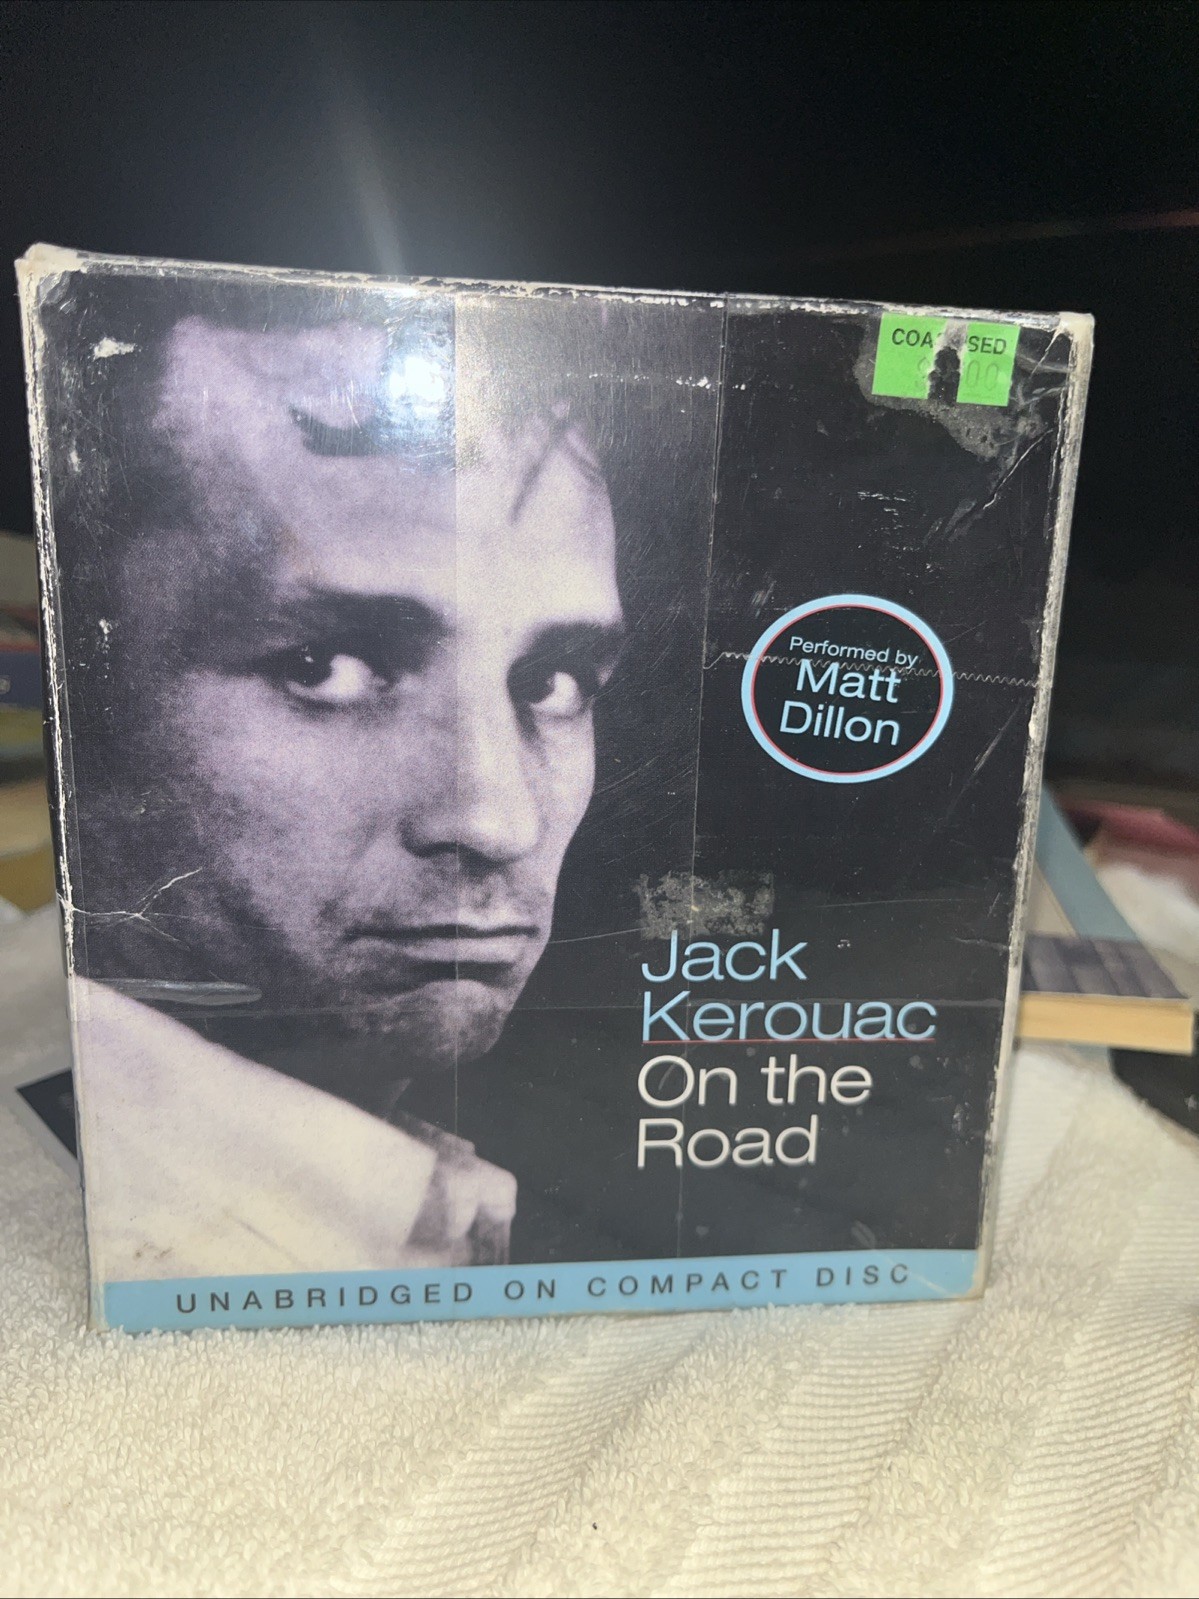 Performed by
Matt
Dillon
Jack
Kerouac
On the
Road
UNABRIDGED ON COMPACT DISC